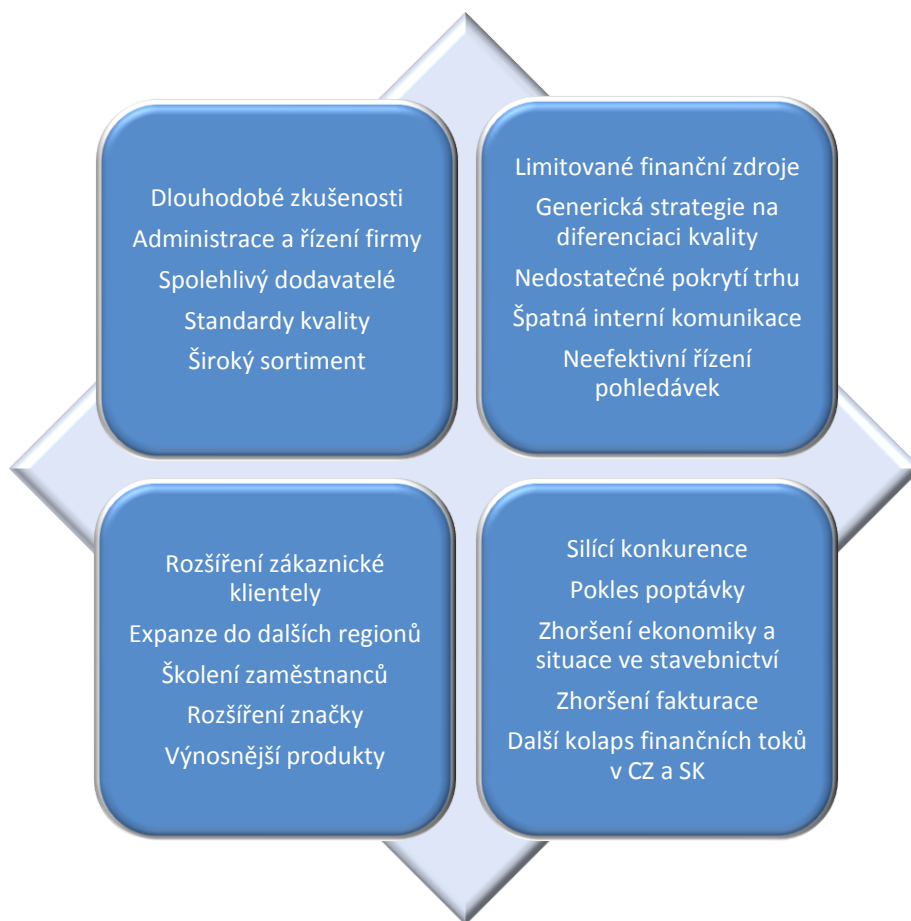 Dlouhodobé zkušenosti
Administrace a řízení firmy
Spolehlivý dodavatelé
Standardy kvality
Široký sortiment
Limitované finanční zdroje
Generická strategie na
diferenciaci kvality
Nedostatečné pokrytí trhu
Špatná interní komunikace
Neefektivní řízení
pohledávek
Rozšíření zákaznické
klientely
Expanze do dalších regionů
Školení zaměstnanců
Rozšíření značky
Výnosnější produkty
Silící konkurence
Pokles poptávky
Zhoršení ekonomiky a
situace ve stavebnictví
Zhoršení fakturace
Další kolaps finančních toků
v CZ a SK